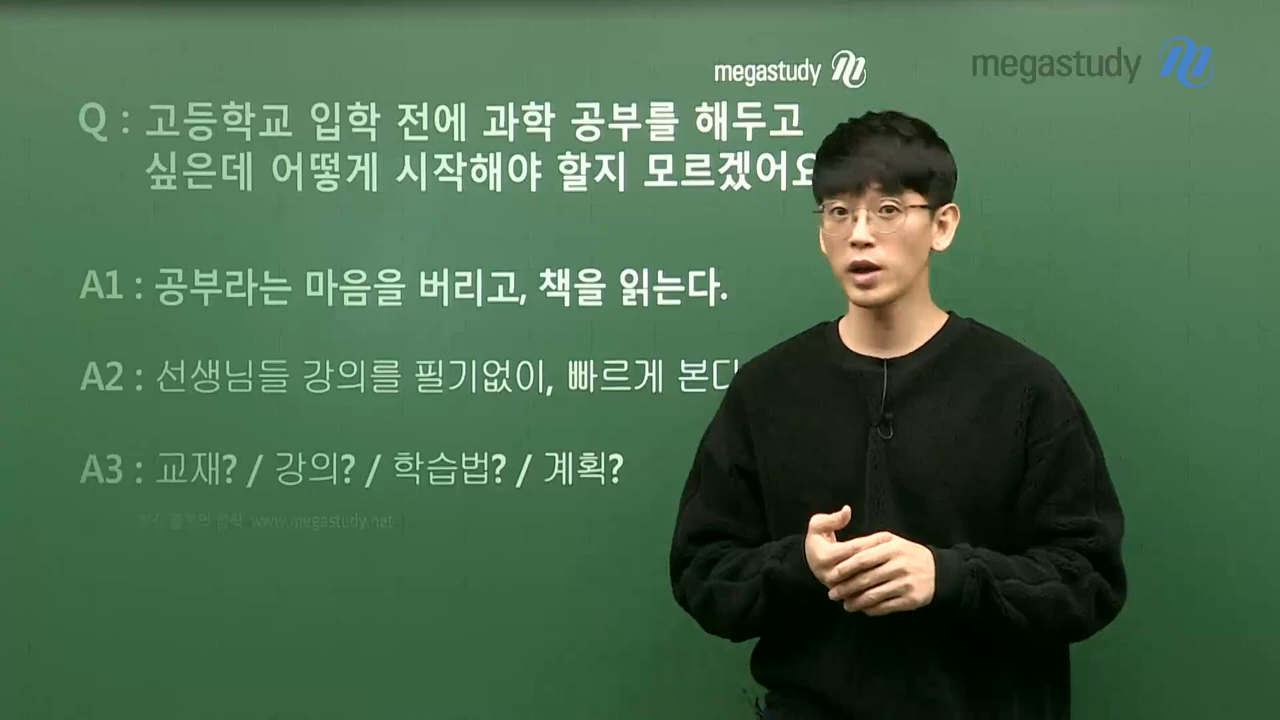 megastudy
megastudy
Q : 고등학교 입학 전에 과학 공부를 해두고
싶은데 어떻게 시작해야 할지 모르겠어요
A1 : 공부라는 마음을 버리고, 책을 읽는다.
A2 : 선생님들 강의를 필기없이, 빠르게 본다
A3 : 교재? / 강의? / 학습법? / 계획?
www.megastudy.net